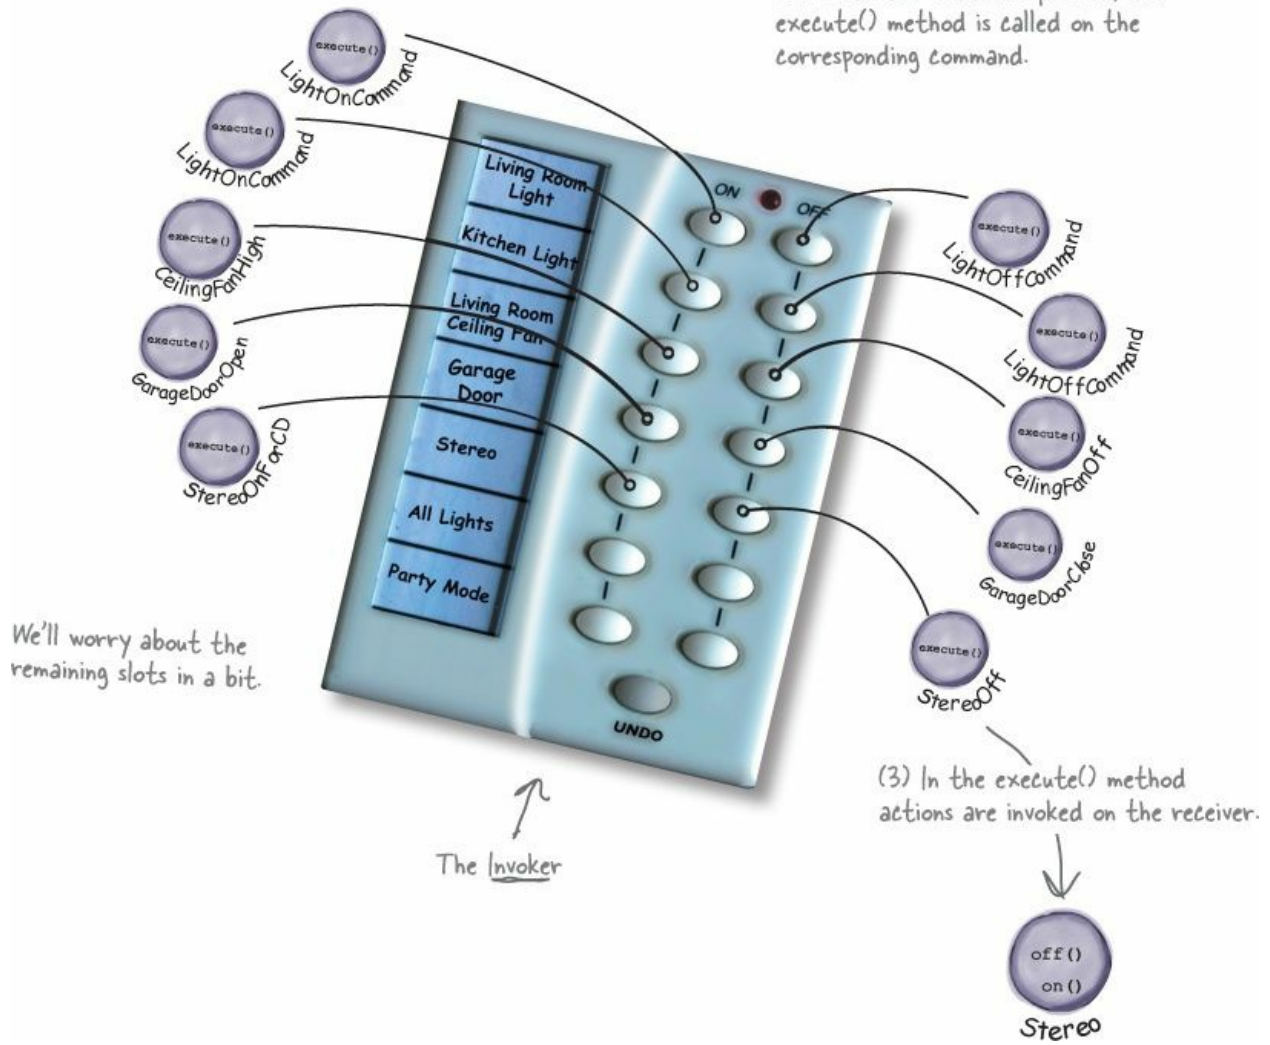 execute() method is called on the
corresponding command.
execute()
LightOnCommand
execute()
LightOnCommand
execute()
CeilingFanHigh
execute()
GarageDoorOpen
execute()
StereoOnForCD
Living Room
Light
Kitchen Light
Living Room
Ceiling Fan
Garage
Door
Stereo
All Lights
Party Mode
ON
OFF
UNDO
execute()
LightOffCommand
execute()
LightOffCommand
execute()
CeilingFanOff
execute()
GarageDoorClose
execute()
StereoOff
We'll worry about the
remaining slots in a bit.
The Invoker
(3) In the execute() method
actions are invoked on the receiver.
off()
on()
Stereo